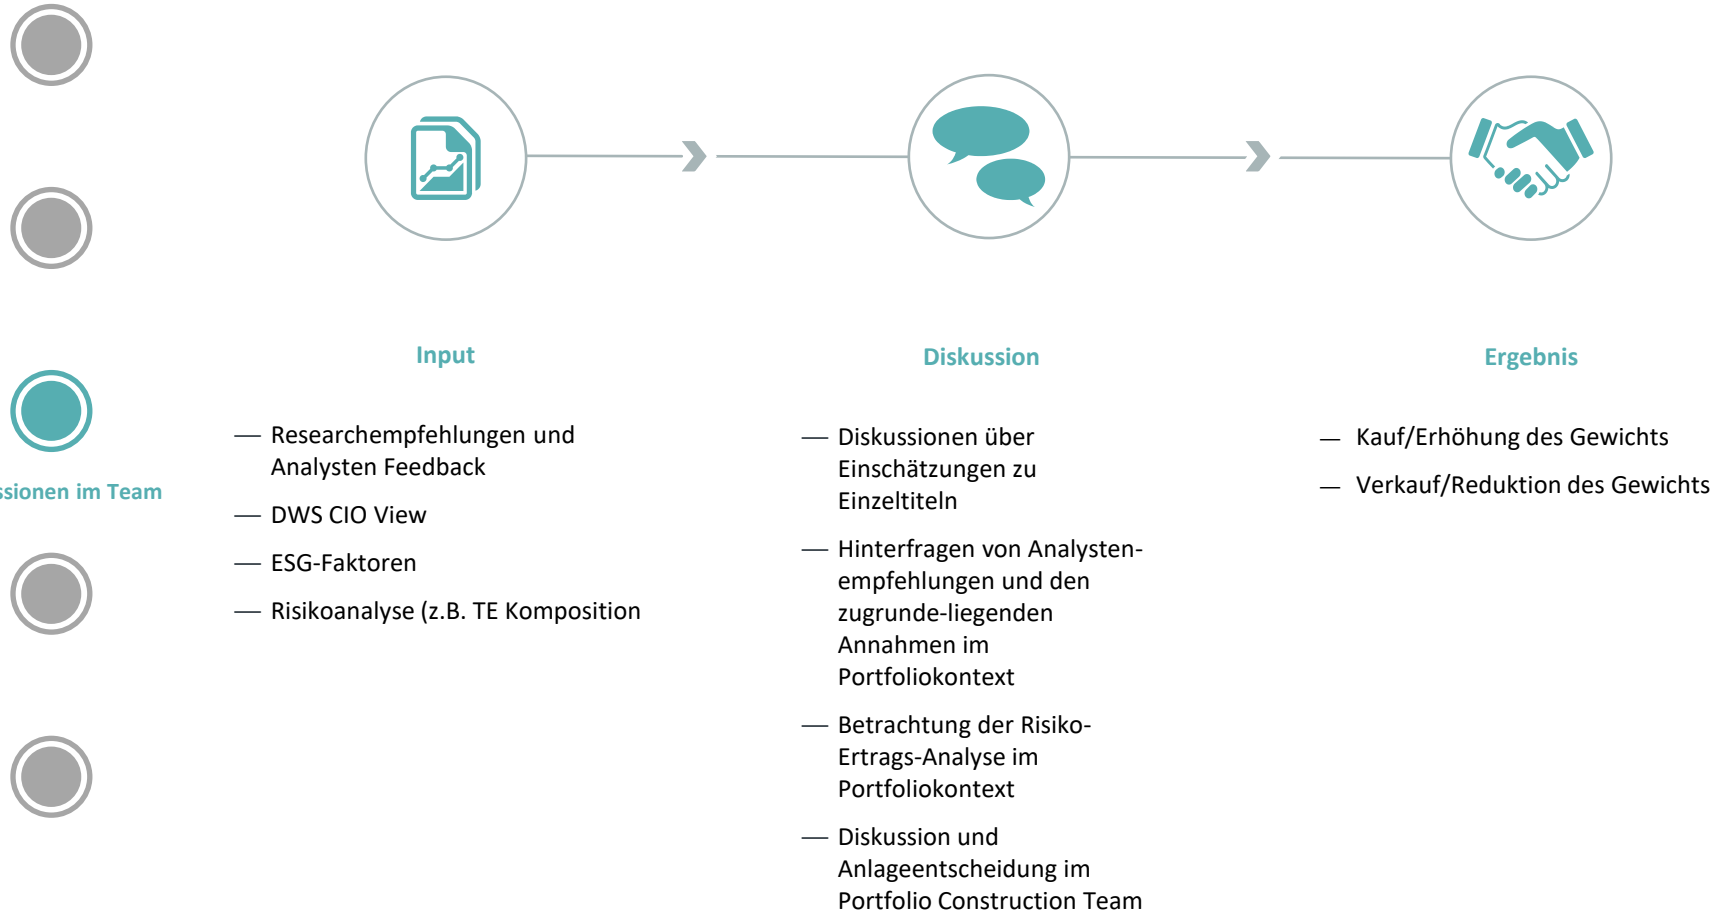 Input
Diskussion
Ergebnis
— Researchempfehlungen und
Analysten Feedback
— DWS CIO View
— ESG-Faktoren
— Risikoanalyse (z.B. TE Komposition
— Diskussionen über
Einschätzungen zu
Einzeltiteln
— Hinterfragen von Analysten-
empfehlungen und den
zugrunde-liegenden
Annahmen im
Portfoliokontext
— Betrachtung der Risiko-
Ertrags-Analyse im
Portfoliokontext
— Diskussion und
Anlageentscheidung im
Portfolio Construction Team
— Kauf/Erhöhung des Gewichts
— Verkauf/Reduktion des Gewichts
im Team